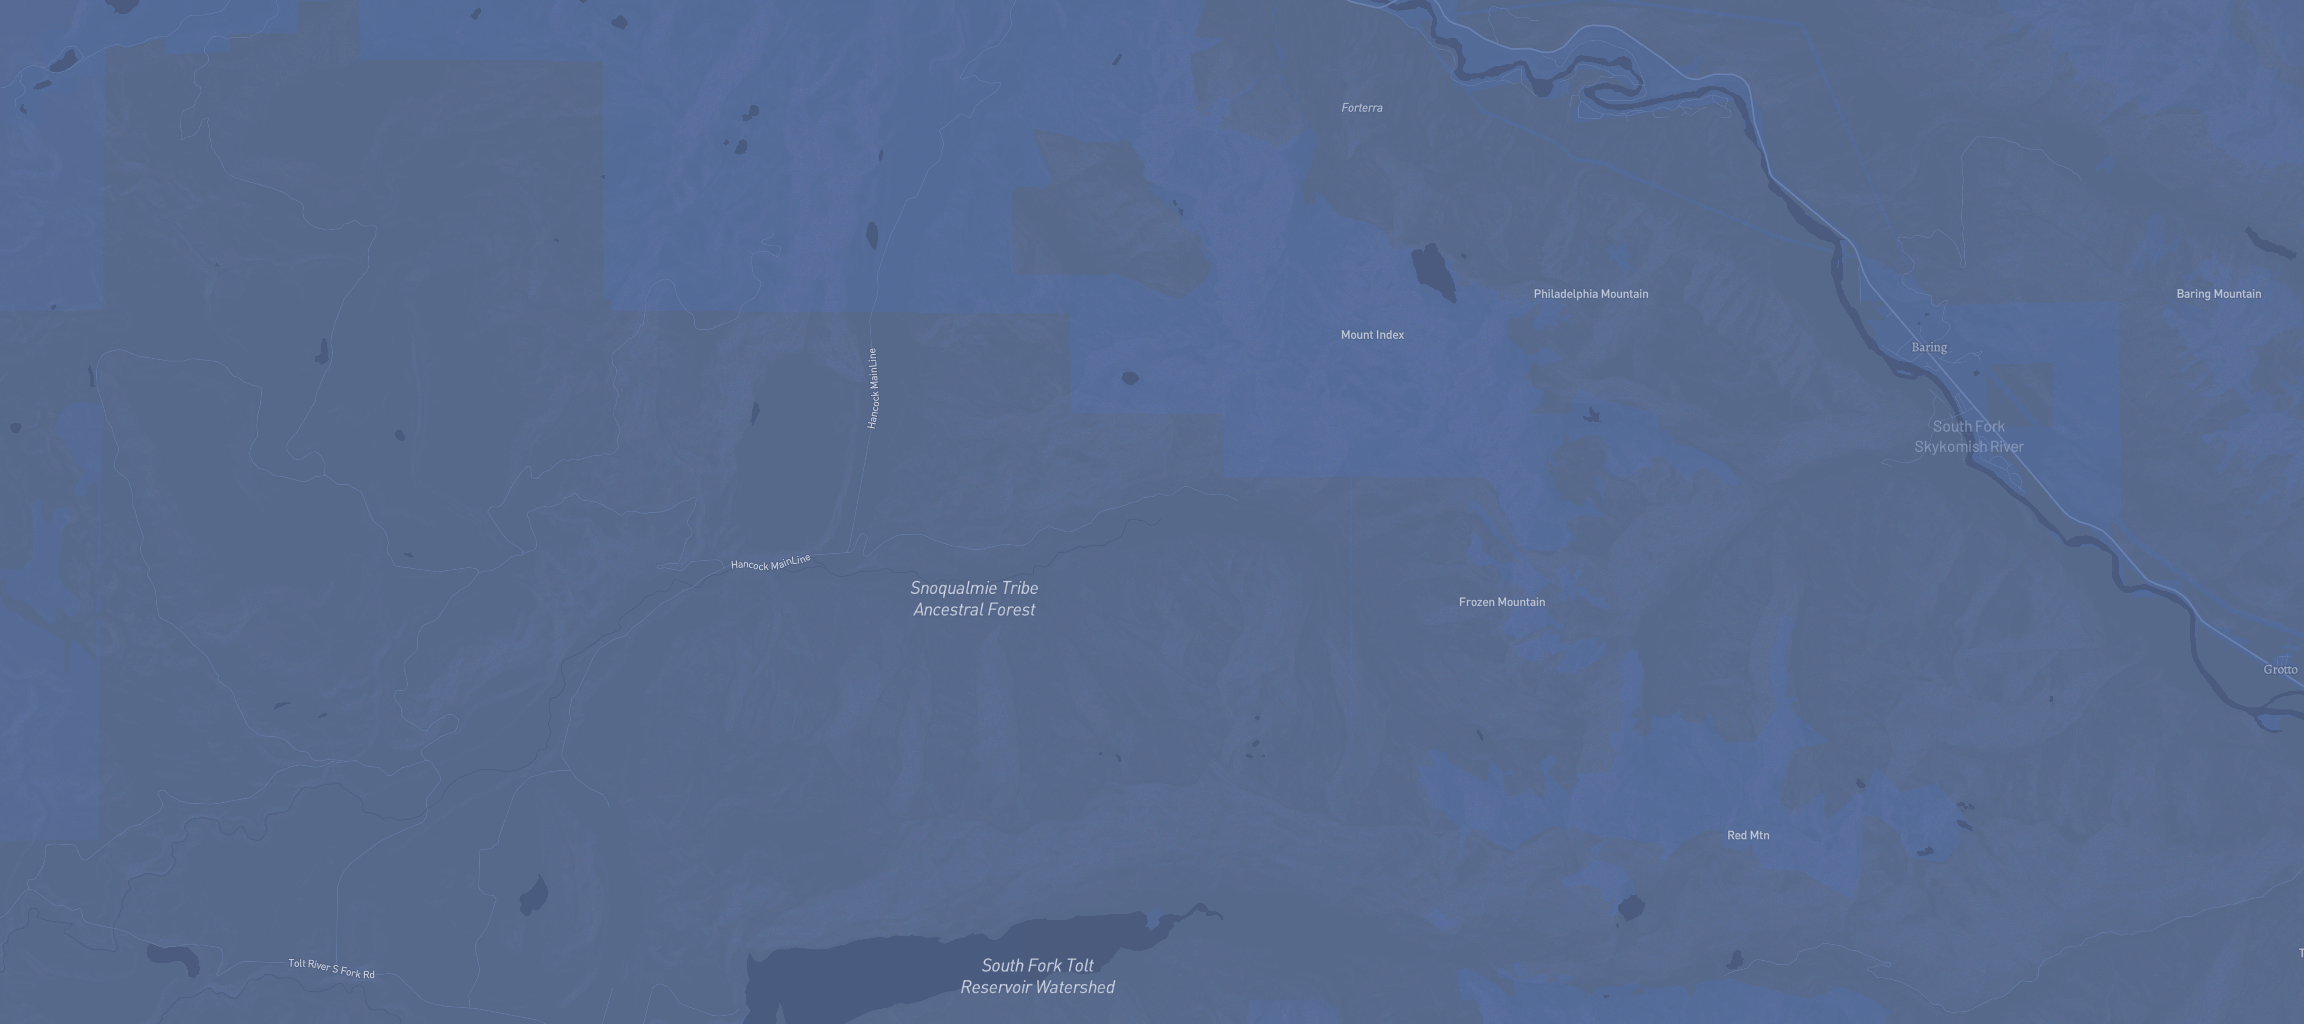 Forterra
Philadelphia Mountain
Baring Mountain
Mount Index
Baring
Hancock MainLine
South Fork
Skykomish River
Hancock MainLine
Snoqualmie Tribe
Ancestral Forest
Frozen Mountain
Grotto
Red Mtn
South Fork Tolt
Reservoir Watershed
Tolt River S Fork Rd
T